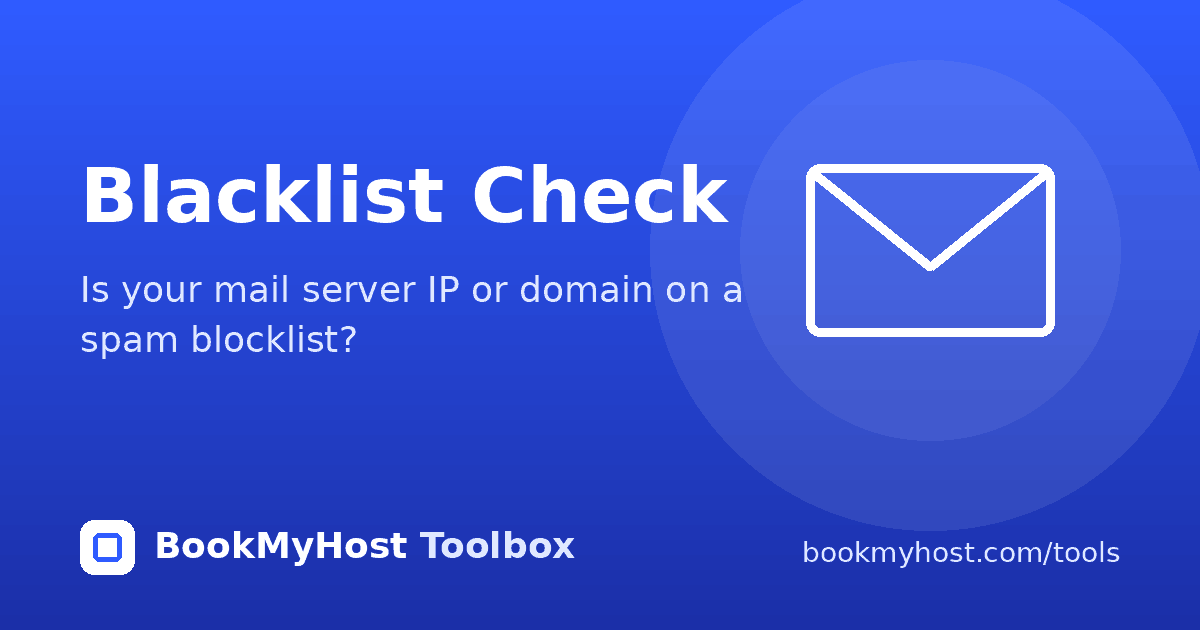 Blacklist Check
Is your mail server IP or domain on a
spam blocklist?
BookMyHost Toolbox
bookmyhost.com/tools